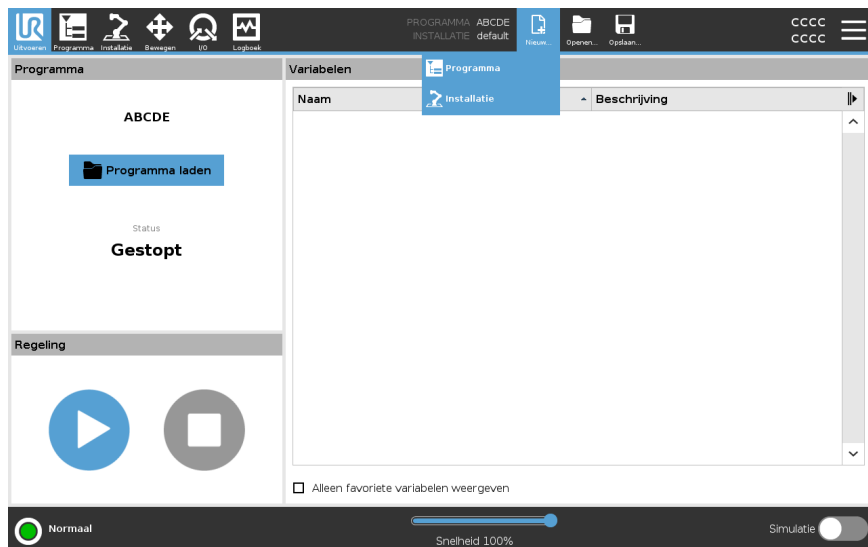 UR
Uitvoeren Programma Installatie Bewegen I/O Logboek
PROGRAMMA ABCDE
INSTALLATIE default
Nieuw... Openen... Opslaan...
CCCC
CCCC
Programma
Variabelen
Programma
Installatie
Naam
Beschrijving
ABCDE
Programma laden
Status
Gestopt
Regeling
Alleen favoriete variabelen weergeven
Normaal
Snelheid 100%
Simulatie